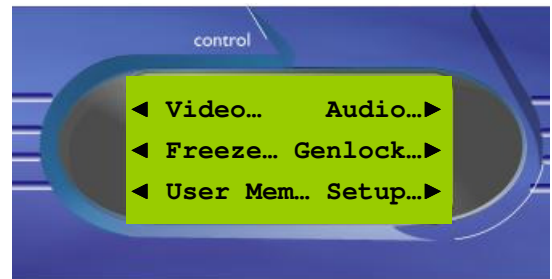 control
◄ Video… Audio…►
◄ Freeze… Genlock…►
◄ User Mem… Setup…►